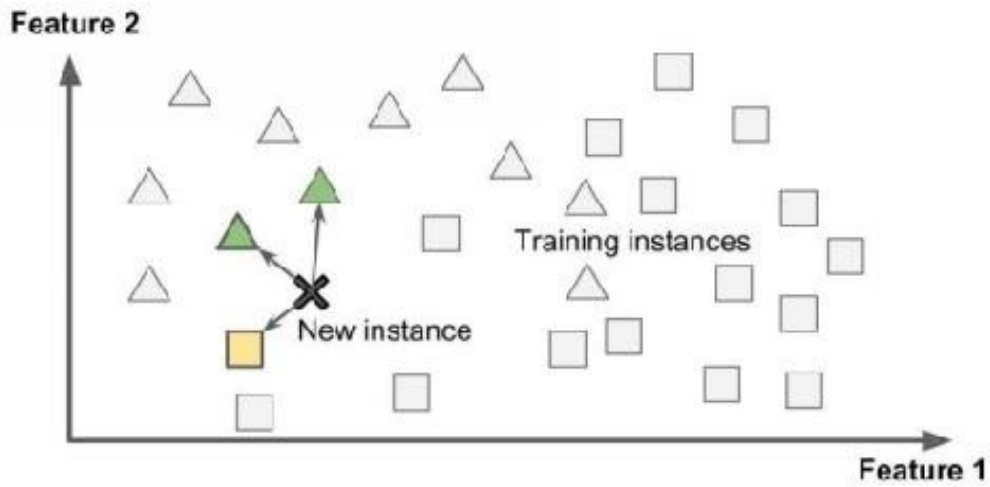 Feature 2
Training instances
New instance
Feature 1